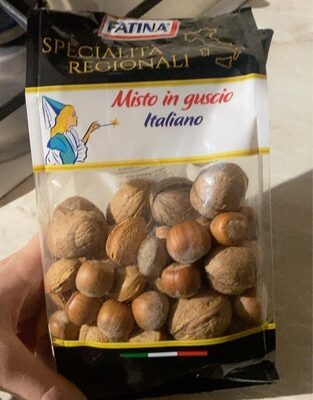 FATINA®
SPECIALITÀ
REGIONALI
Misto in guscio
Italiano